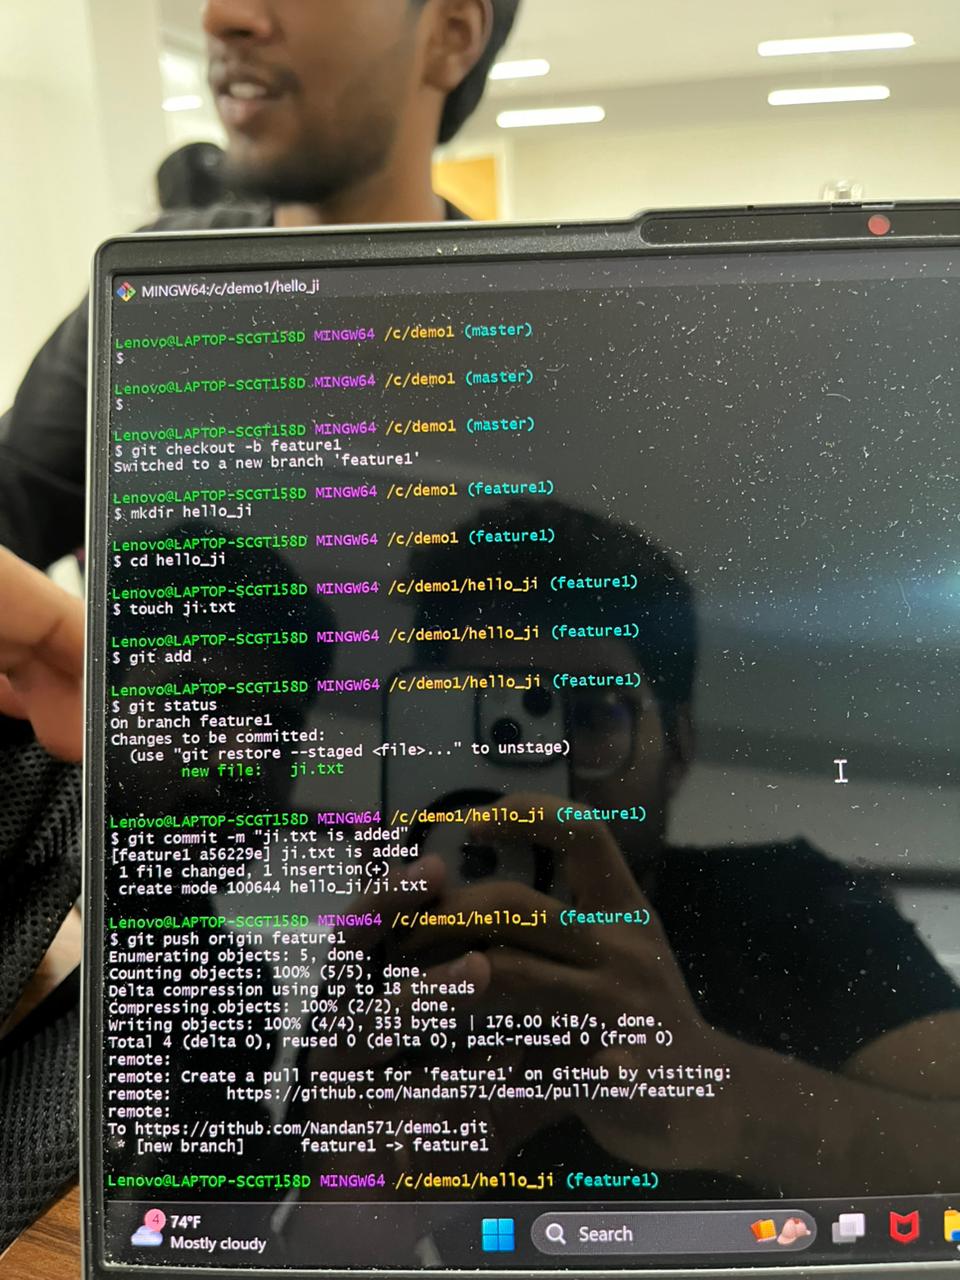 MINGW64:/c/demo1/hello_ji
Lenovo@LAPTOP-SCGT158D MINGW64 /c/demo1 (master)
$
Lenovo@LAPTOP-SCGT158D MINGW64 /c/demo1 (master)
$
Lenovo@LAPTOP-SCGT158D MINGW64 /c/demo1 (master)
$ git checkout -b feature1
Switched to a new branch 'feature1'
Lenovo@LAPTOP-SCGT158D MINGW64 /c/demo1 (feature1)
$ mkdir hello_ji
Lenovo@LAPTOP-SCGT158D MINGW64 /c/demo1 (feature1)
$ cd hello_ji
Lenovo@LAPTOP-SCGT158D MINGW64 /c/demo1/hello_ji (feature1)
$ touch ji.txt
Lenovo@LAPTOP-SCGT158D MINGW64 /c/demo1/hello_ji (feature1)
$ git add .
Lenovo@LAPTOP-SCGT158D MINGW64 /c/demo1/hello_ji (feature1)
$ git status
On branch feature1
Changes to be committed:
(use "git restore --staged <file>..." to unstage)
new file: ji.txt
Lenovo@LAPTOP-SCGT158D MINGW64 /c/demo1/hello_ji (feature1)
$ git commit -m "ji.txt is added"
[feature1 a56229e] ji.txt is added
1 file changed, 1 insertion(+)
create mode 100644 hello_ji/ji.txt
Lenovo@LAPTOP-SCGT158D MINGW64 /c/demo1/hello_ji (feature1)
$ git push origin feature1
Enumerating objects: 5, done.
Counting objects: 100% (5/5), done.
Delta compression using up to 18 threads
Compressing objects: 100% (2/2), done.
Writing objects: 100% (4/4), 353 bytes | 176.00 KiB/s, done.
Total 4 (delta 0), reused 0 (delta 0), pack-reused 0 (from 0)
remote:
remote: Create a pull request for 'feature1' on GitHub by visiting:
remote: https://github.com/Nandan571/demo1/pull/new/feature1
remote:
To https://github.com/Nandan571/demo1.git
* [new branch] feature1 -> feature1
Lenovo@LAPTOP-SCGT158D MINGW64 /c/demo1/hello_ji (feature1)
4
74°F
Mostly cloudy
Search